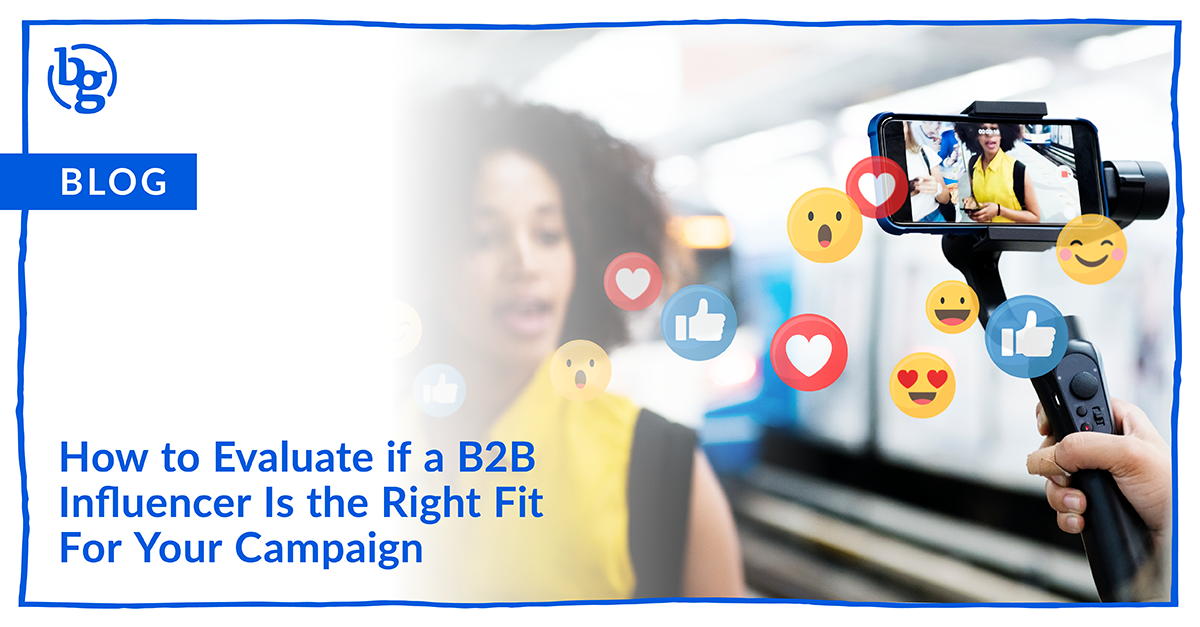 bg
BLOG
How to Evaluate if a B2B
Influencer Is the Right Fit
For Your Campaign